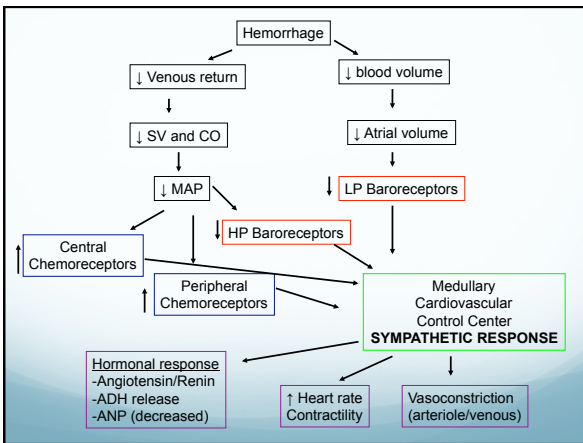 Hemorrhage
↓ Venous return
↓ blood volume
↓ SV and CO
↓ Atrial volume
↓ MAP
↓ LP Baroreceptors
↓ HP Baroreceptors
↑ Central
Chemoreceptors
↑ Peripheral
Chemoreceptors
Medullary
Cardiovascular
Control Center
SYMPATHETIC RESPONSE
Hormonal response
-Angiotensin/Renin
-ADH release
-ANP (decreased)
↑ Heart rate
Contractility
Vasoconstriction
(arteriole/venous)